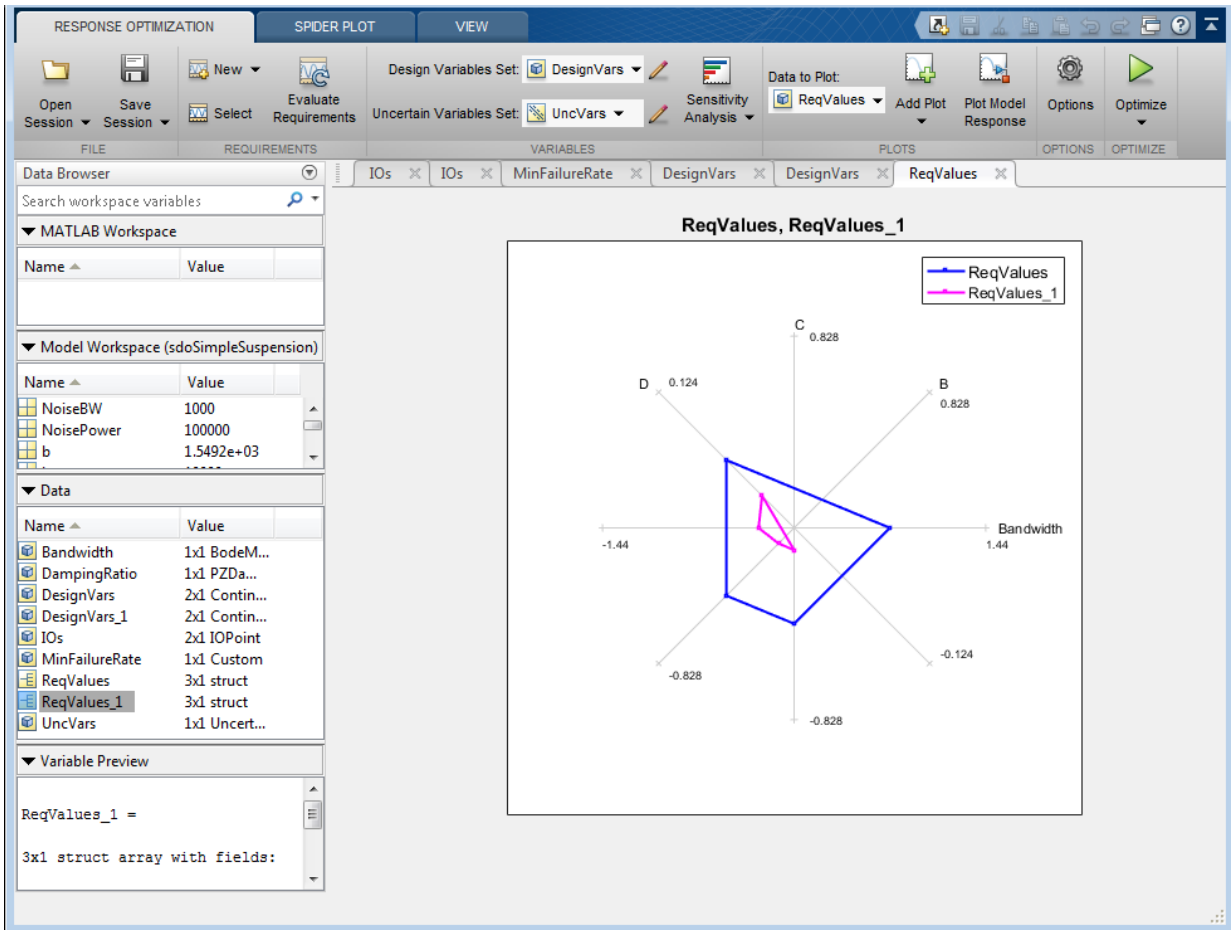 RESPONSE OPTIMIZATION SPIDER PLOT VIEW
Open Session Save Session
New
Select
Evaluate Requirements
Design Variables Set: DesignVars
Uncertain Variables Set: UncVars
Sensitivity Analysis
Data to Plot:
ReqValues
Add Plot
Plot Model Response
Options
Optimize
FILE REQUIREMENTS VARIABLES PLOTS OPTIONS OPTIMIZE
Data Browser
Search workspace variables
MATLAB Workspace
Name Value
Model Workspace (sdoSimpleSuspension)
Name Value
NoiseBW 1000
NoisePower 100000
b 1.5492e+03
Data
Name Value
Bandwidth 1x1 BodeM...
DampingRatio 1x1 PZDa...
DesignVars 2x1 Contin...
DesignVars_1 2x1 Contin...
IOs 2x1 IOPoint
MinFailureRate 1x1 Custom
ReqValues 3x1 struct
ReqValues_1 3x1 struct
UncVars 1x1 Uncert...
Variable Preview
ReqValues_1 =
3x1 struct array with fields:
IOs IOs MinFailureRate DesignVars DesignVars ReqValues
ReqValues, ReqValues_1
ReqValues
ReqValues_1
C
0.828
D 0.124
B
0.828
Bandwidth
-1.44 1.44
-0.124
-0.828
-0.828